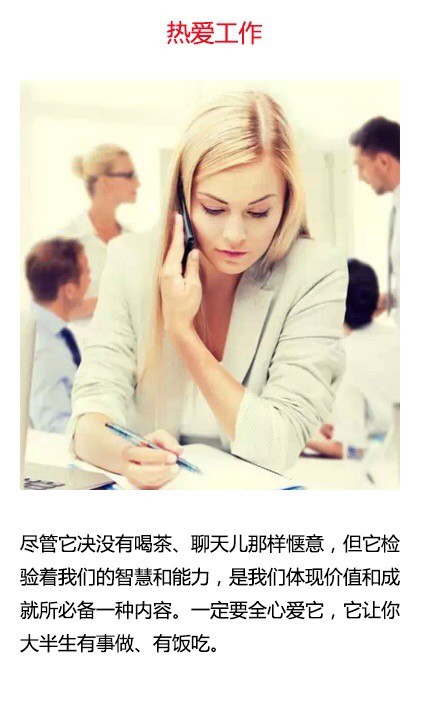 热爱工作
尽管它决没有喝茶、聊天儿那样惬意，但它检
验着我们的智慧和能力，是我们体现价值和成
就所必备一种内容。一定要全心爱它，它让你
大半生有事做、有饭吃。